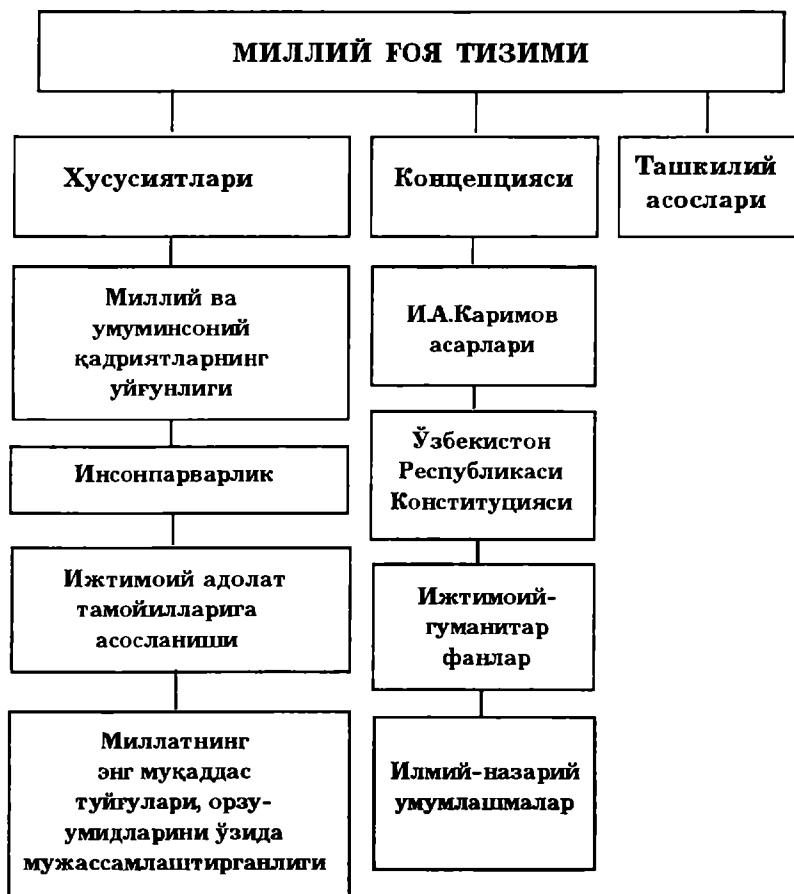 МИЛЛИЙ ҒОЯ ТИЗИМИ
Хусусиятлари
Концепцияси
Ташкилий
асослари
Миллий ва
умуминсоний
қадриятларнинг
уйғунлиги
И.А.Каримов
асарлари
Инсонпарварлик
Ўзбекистон
Республикаси
Конституцияси
Ижтимоий адолат
тамойилларига
асосланиши
Ижтимоий-
гуманитар
фанлар
Миллатнинг
энг муқаддас
туйғулари, орзу-
умидларини ўзида
мужассамлаштирганлиги
Илмий-назарий
умумлашмалар